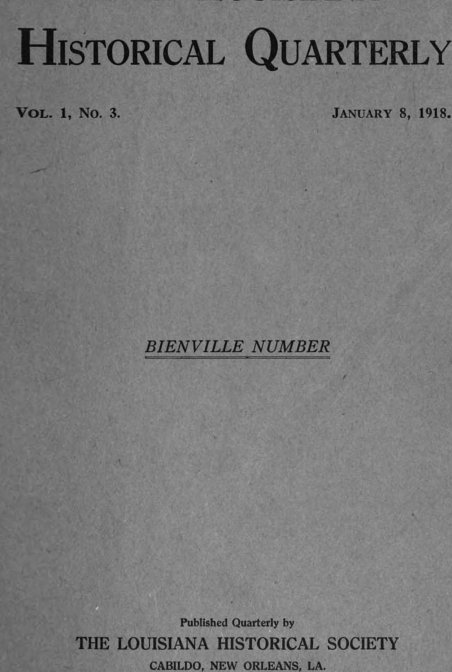 HISTORICAL QUARTERLY
VOL. 1, No. 3. JANUARY 8, 1918.
BIENVILLE NUMBER
Published Quarterly by
THE LOUISIANA HISTORICAL SOCIETY
CABILDO, NEW ORLEANS, LA.